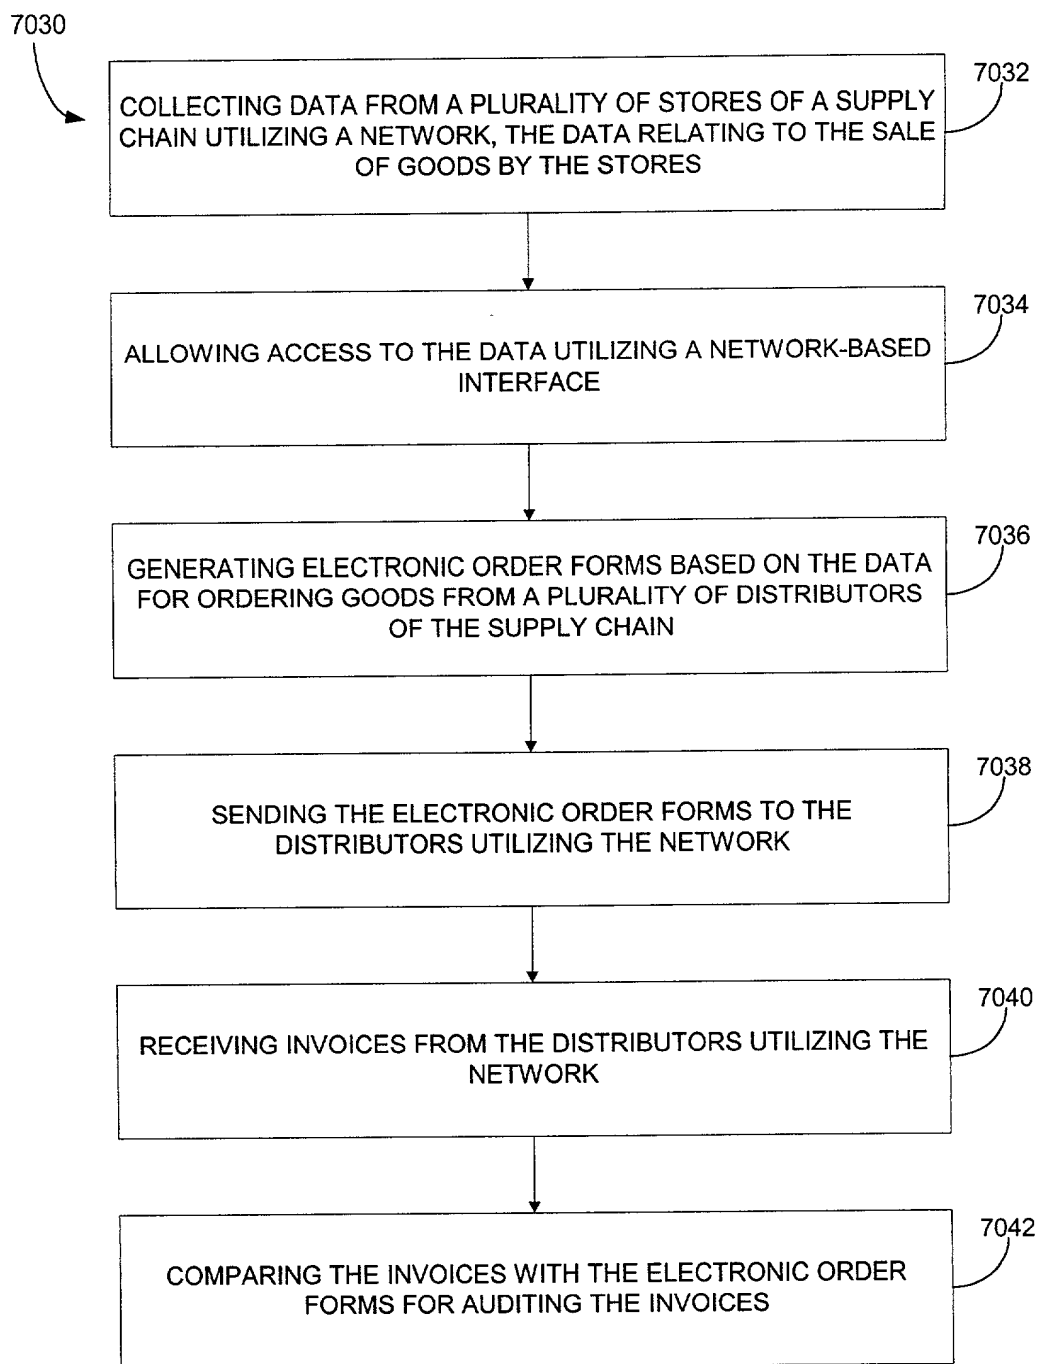 7030
7032
COLLECTING DATA FROM A PLURALITY OF STORES OF A SUPPLY
CHAIN UTILIZING A NETWORK, THE DATA RELATING TO THE SALE
OF GOODS BY THE STORES
7034
ALLOWING ACCESS TO THE DATA UTILIZING A NETWORK-BASED
INTERFACE
7036
GENERATING ELECTRONIC ORDER FORMS BASED ON THE DATA
FOR ORDERING GOODS FROM A PLURALITY OF DISTRIBUTORS
OF THE SUPPLY CHAIN
7038
SENDING THE ELECTRONIC ORDER FORMS TO THE
DISTRIBUTORS UTILIZING THE NETWORK
7040
RECEIVING INVOICES FROM THE DISTRIBUTORS UTILIZING THE
NETWORK
7042
COMPARING THE INVOICES WITH THE ELECTRONIC ORDER
FORMS FOR AUDITING THE INVOICES